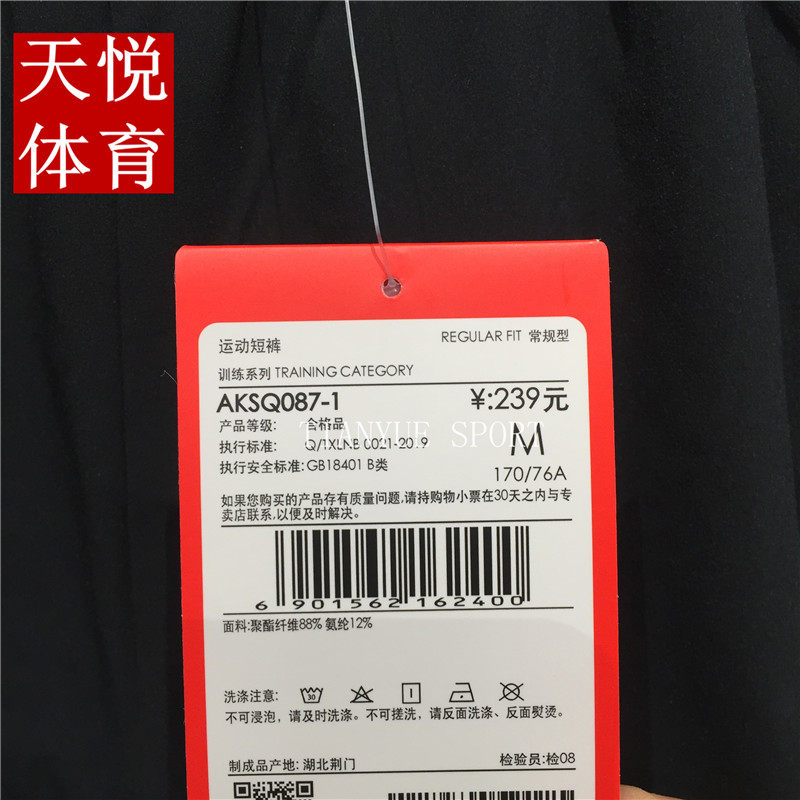 天悦
体育
REGULAR FIT 常规型
运动短裤
训练系列 TRAINING CATEGORY
AKSQ087-1
¥:239元
产品等级: 合格品
TIANYUE SPORT
执行标准: Q/TXLNB 0021-2019
M
执行安全标准:GB18401 B类
170/76A
如果您购买的产品存有质量问题,请持购物小票在30天之内与专
卖店联系,以便及时解决。
6 901562 162400
面料:聚酯纤维88% 氨纶12%
洗涤注意: 30
不可浸泡，请及时洗涤。不可搓洗，请反面洗涤、反面熨烫。
制成品产地: 湖北荆门
检验员:检08